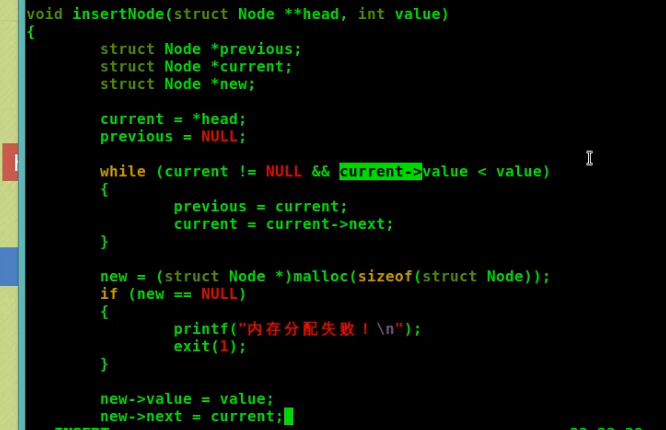 void insertNode(struct Node **head, int value)
{
        struct Node *previous;
        struct Node *current;
        struct Node *new;

        current = *head;
        previous = NULL;

        while (current != NULL && current->value < value)
        {
                previous = current;
                current = current->next;
        }

        new = (struct Node *)malloc(sizeof(struct Node));
        if (new == NULL)
        {
                printf("内存分配失败！\n");
                exit(1);
        }

        new->value = value;
        new->next = current;